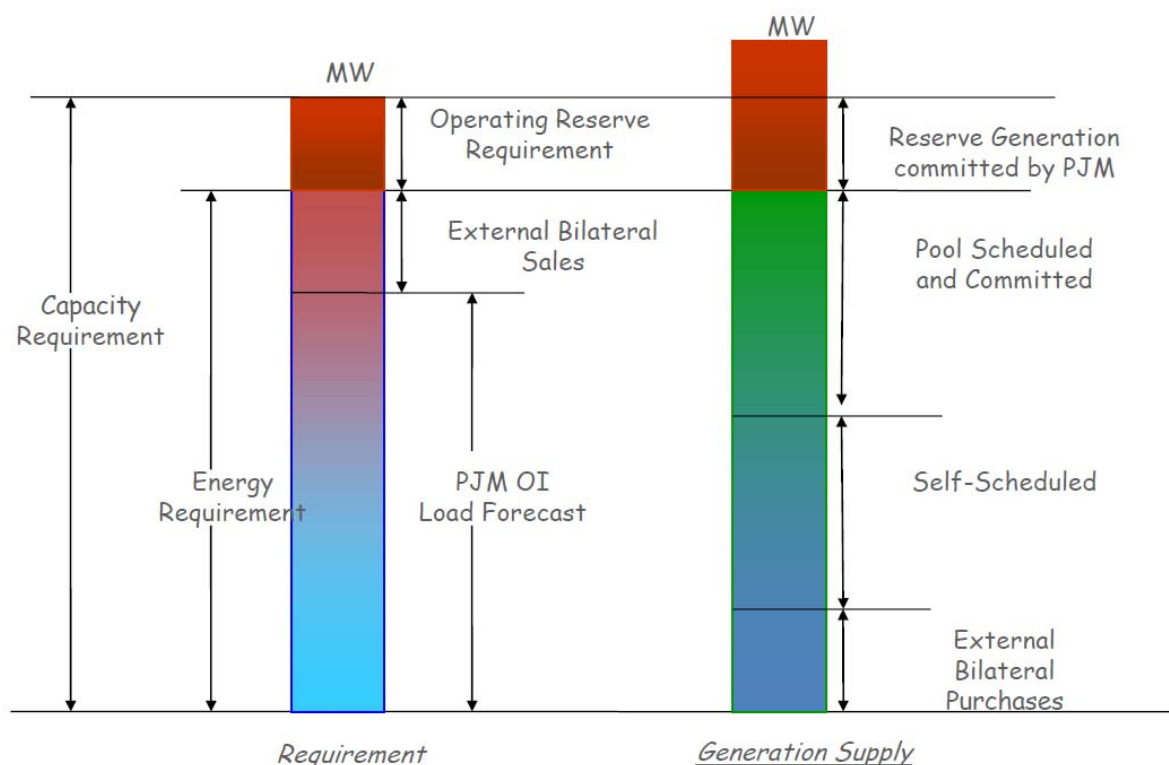 MW
MW
Operating Reserve
Requirement
Reserve Generation
committed by PJM
External Bilateral
Sales
Pool Scheduled
and Committed
Capacity
Requirement
Energy
Requirement
PJM OI
Load Forecast
Self-Scheduled
External
Bilateral
Purchases
Requirement
Generation Supply